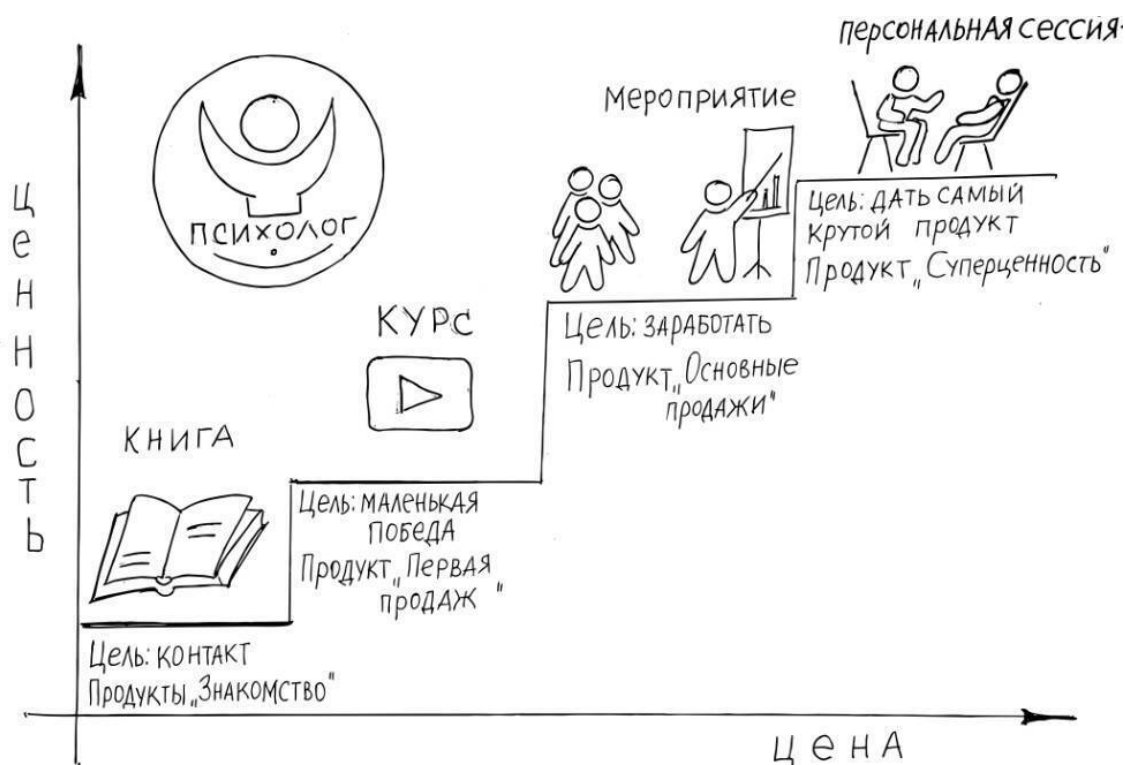 ПЕРСОНАЛЬНАЯ СЕССИЯ
МЕРОПРИЯТИЕ
Цель: ДАТЬ САМЫЙ
КРУТОЙ ПРОДУКТ
Продукт „Суперценность"
ПСИХОЛОГ
КУРС
Цель: ЗАРАБОТАТЬ
Продукт „Основные
продажи"
КНИГА
Цель: МАЛЕНЬКАЯ
ПОБЕДА
Продукт „Первая
продаж "
Цель: КОНТАКТ
Продукты „Знакомство"
ЦеННОСТЬ
ЦеНА